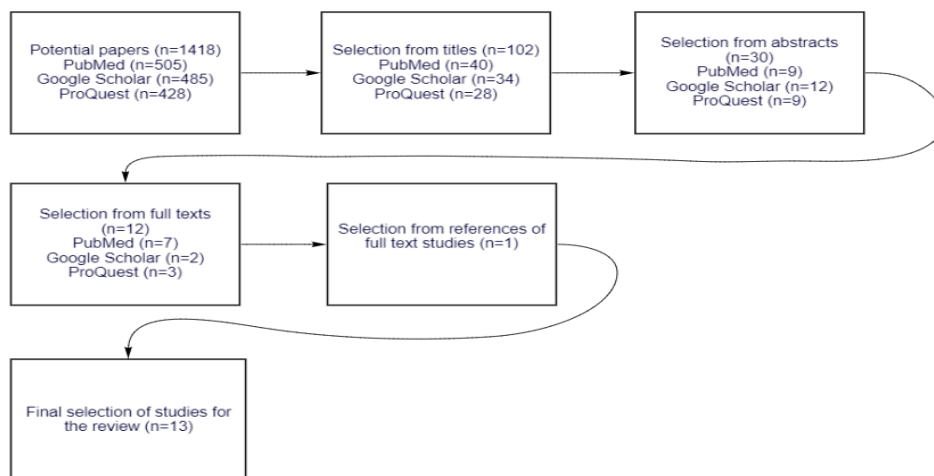 Potential papers (n=1418)
PubMed (n=505)
Google Scholar (n=485)
ProQuest (n=428)
Selection from titles (n=102)
PubMed (n=40)
Google Scholar (n=34)
ProQuest (n=28)
Selection from abstracts
(n=30)
PubMed (n=9)
Google Scholar (n=12)
ProQuest (n=9)
Selection from full texts
(n=12)
PubMed (n=7)
Google Scholar (n=2)
ProQuest (n=3)
Selection from references of
full text studies (n=1)
Final selection of studies for
the review (n=13)